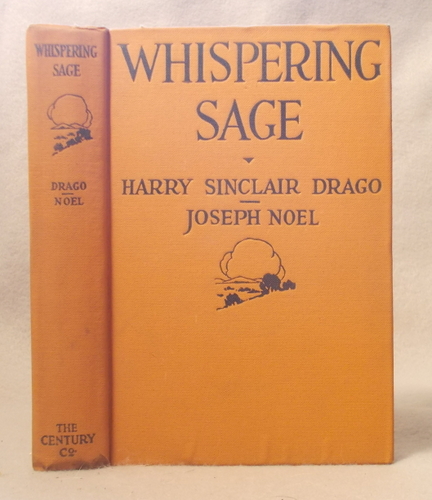 WHISPERING
SAGE
DRAGO
NOEL
THE
CENTURY
Co
WHISPERING
SAGE
HARRY SINCLAIR DRAGO
JOSEPH NOEL